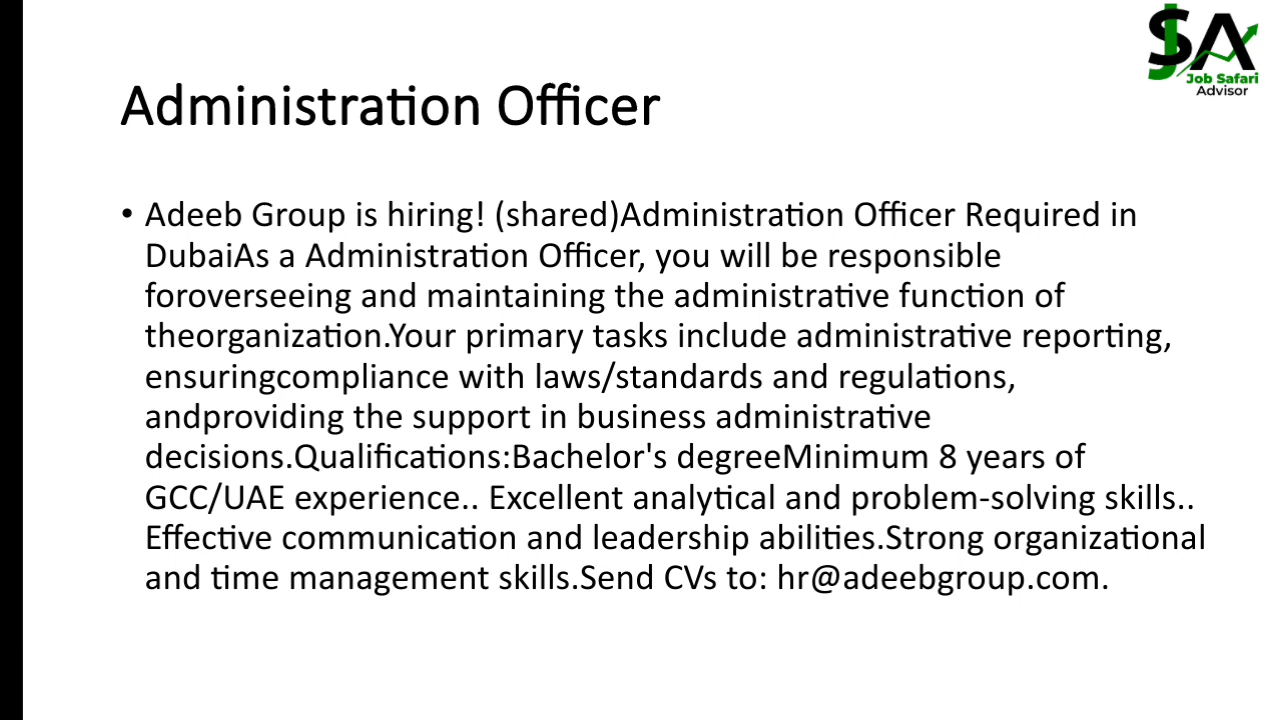 SJA
Job Safari
Advisor
Administration Officer
• Adeeb Group is hiring! (shared)Administration Officer Required in
DubaiAs a Administration Officer, you will be responsible
foroverseeing and maintaining the administrative function of
theorganization.Your primary tasks include administrative reporting,
ensuringcompliance with laws/standards and regulations,
andproviding the support in business administrative
decisions.Qualifications:Bachelor's degreeMinimum 8 years of
GCC/UAE experience.. Excellent analytical and problem-solving skills..
Effective communication and leadership abilities.Strong organizational
and time management skills.Send CVs to: hr@adeebgroup.com.